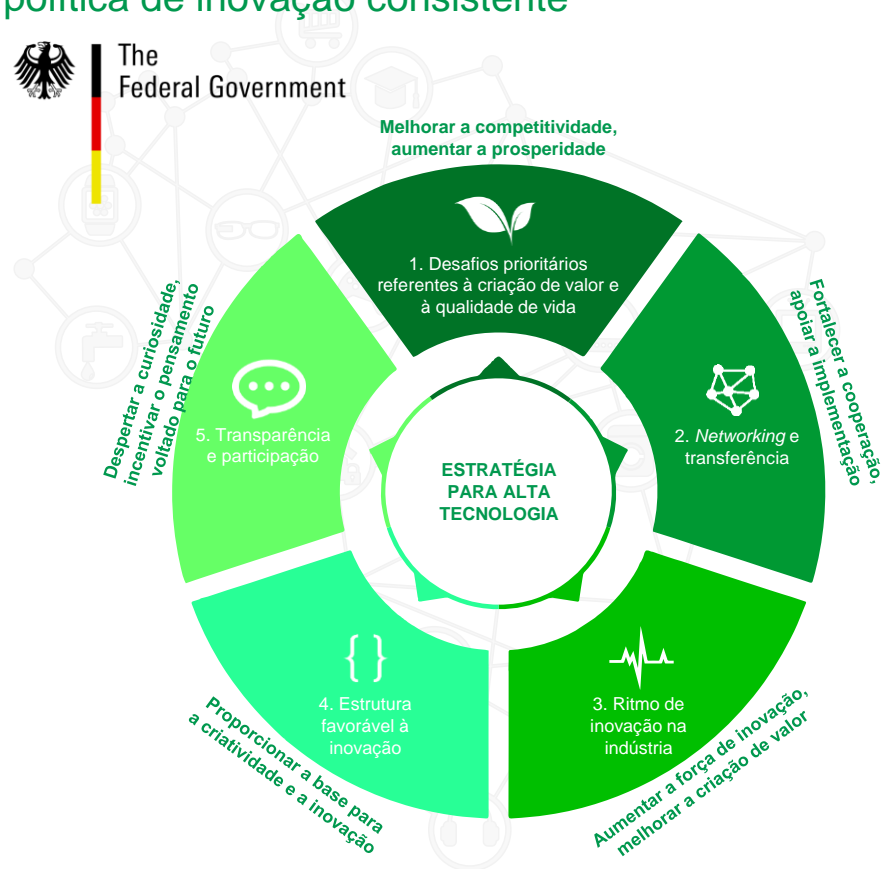 política de inovação consistente
The
Federal Government
Melhorar a competitividade,
aumentar a prosperidade
1. Desafios prioritários
referentes à criação de valor e
à qualidade de vida
Fortalecer a cooperação,
apoiar a implementação
2. Networking e
transferência
Despertar a curiosidade,
incentivar o pensamento
voltado para o futuro
5. Transparência
e participação
ESTRATÉGIA
PARA ALTA
TECNOLOGIA
4. Estrutura
favorável à
inovação
3. Ritmo de
inovação na
indústria
Proporcionar a base para
a criatividade e a inovação
Aumentar a força de inovação,
melhorar a criação de valor